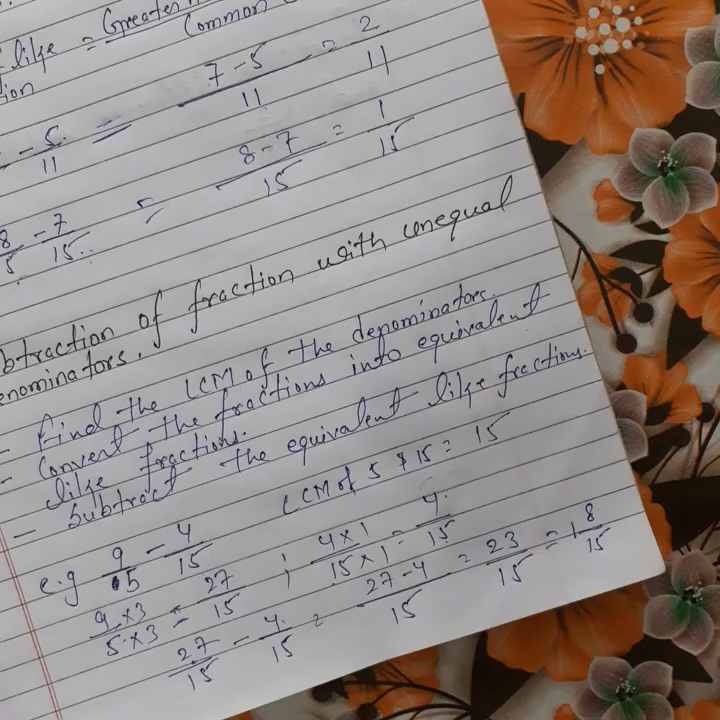 like = Greater
Common
ion
- 5/11 = 7-5/11 = 2/11
8/5 - 7/15 = 8-7/15 = 1/15
btraction of fraction with unequal
enominators.
- Find the LCM of the denominators.
- Convert the fractions into equivalent
like fractions.
- Subtract the equivalent like fractions.
LCM of 5 & 15 = 15
e.g 9/5 - 4/15
9×3/5×3 = 27/15 ; 4×1/15×1 = 4/15
27/15 - 4/15 = 27-4/15 = 23/15 = 1 8/15